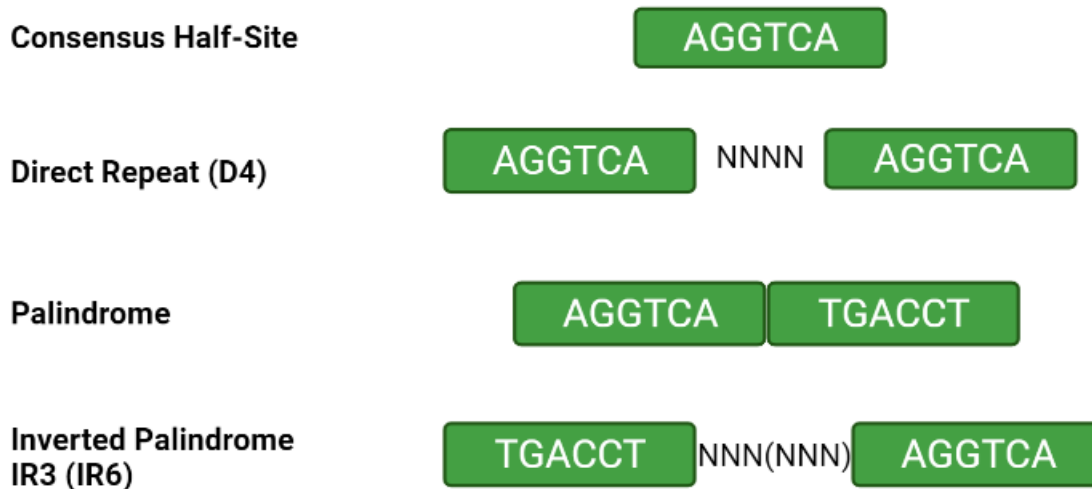 Consensus Half-Site AGGTCA
Direct Repeat (D4) AGGTCA NNNN AGGTCA
Palindrome AGGTCA TGACCT
Inverted Palindrome
IR3 (IR6) TGACCT NNN(NNN) AGGTCA